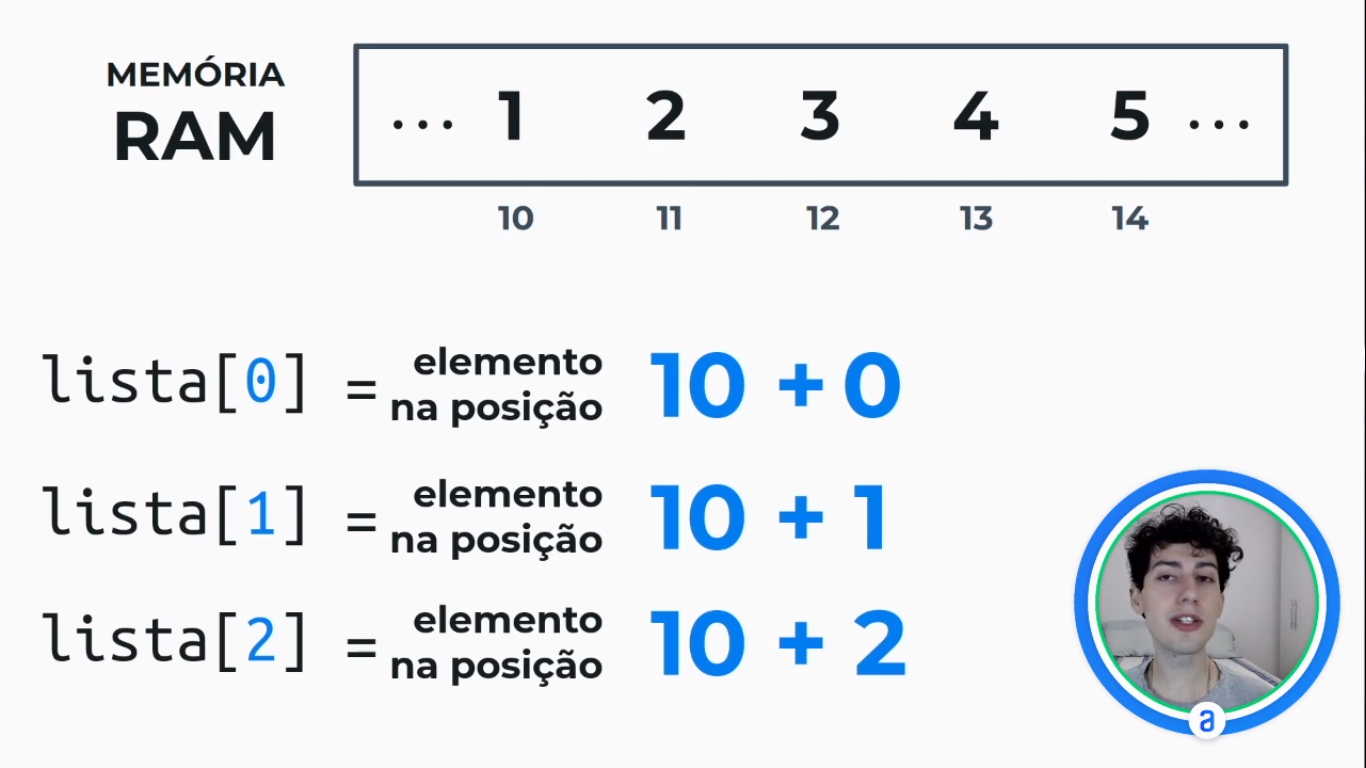 MEMÓRIA
RAM
... 1 2 3 4 5 ...
10 11 12 13 14
lista[0] = elemento na posição 10 + 0
lista[1] = elemento na posição 10 + 1
lista[2] = elemento na posição 10 + 2
a